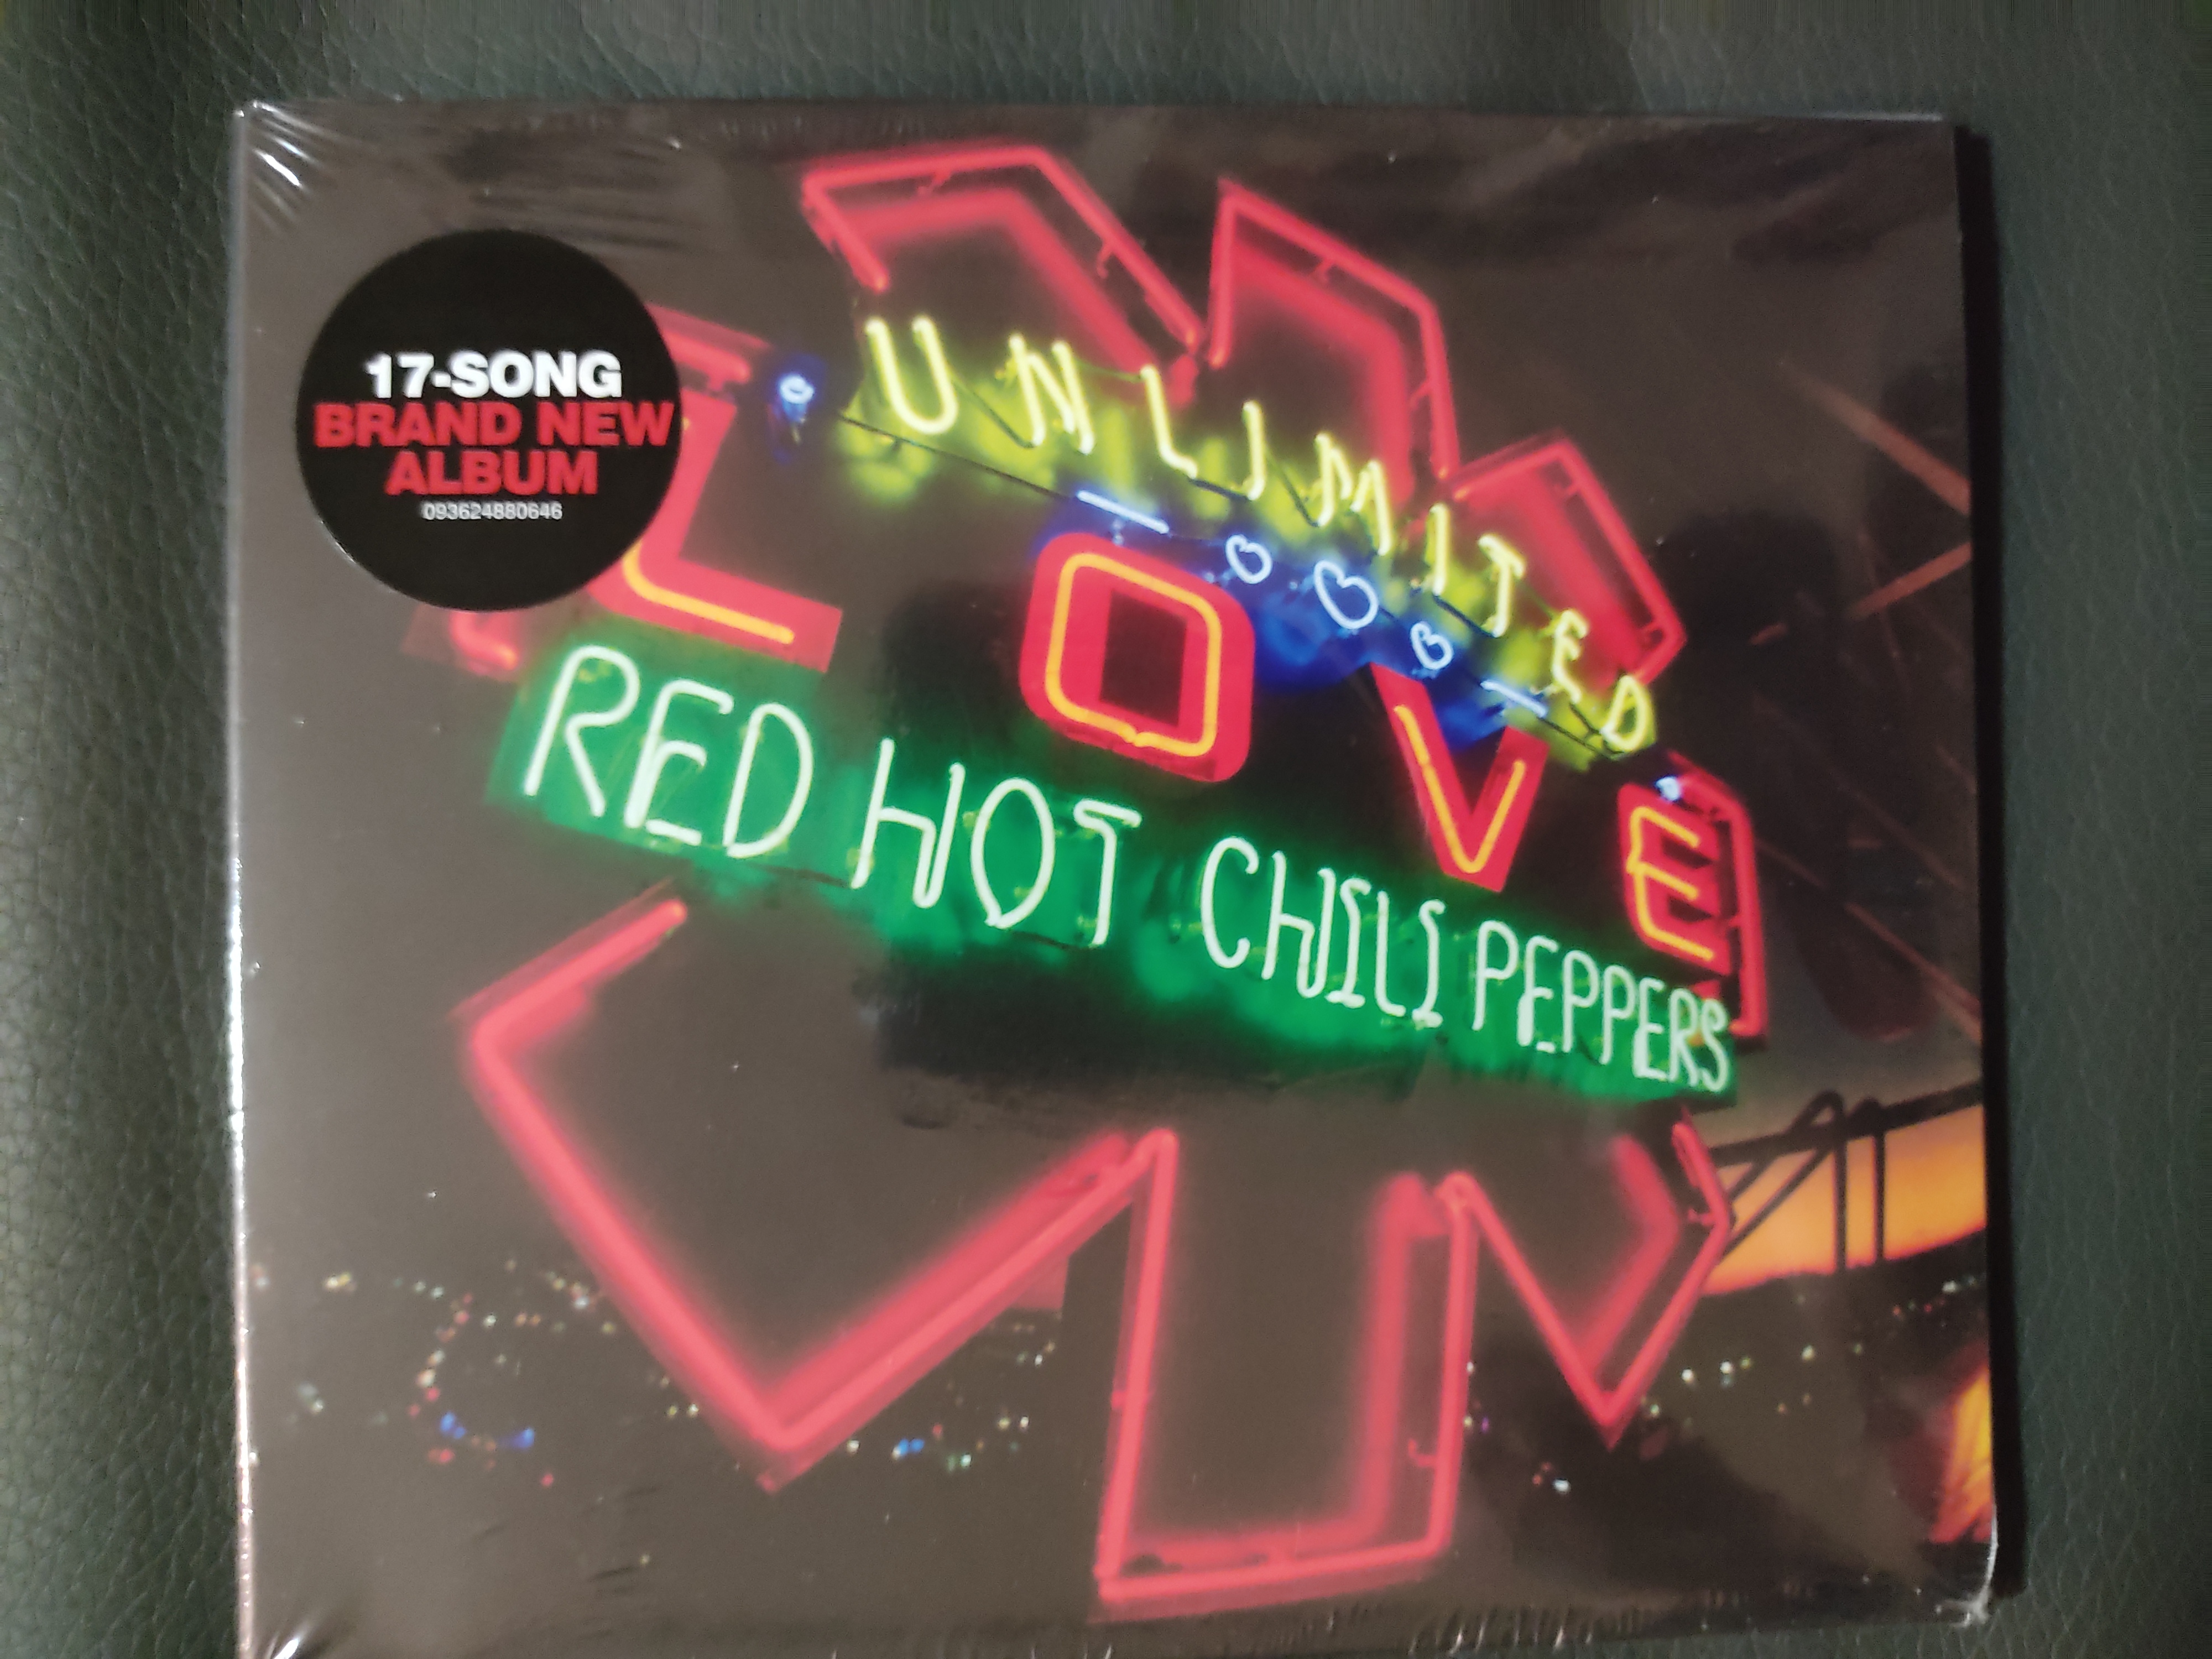 17-SONG
BRAND NEW
ALBUM
093624880646
UNLIMITED
LOVE
RED HOT CHILI PEPPERS